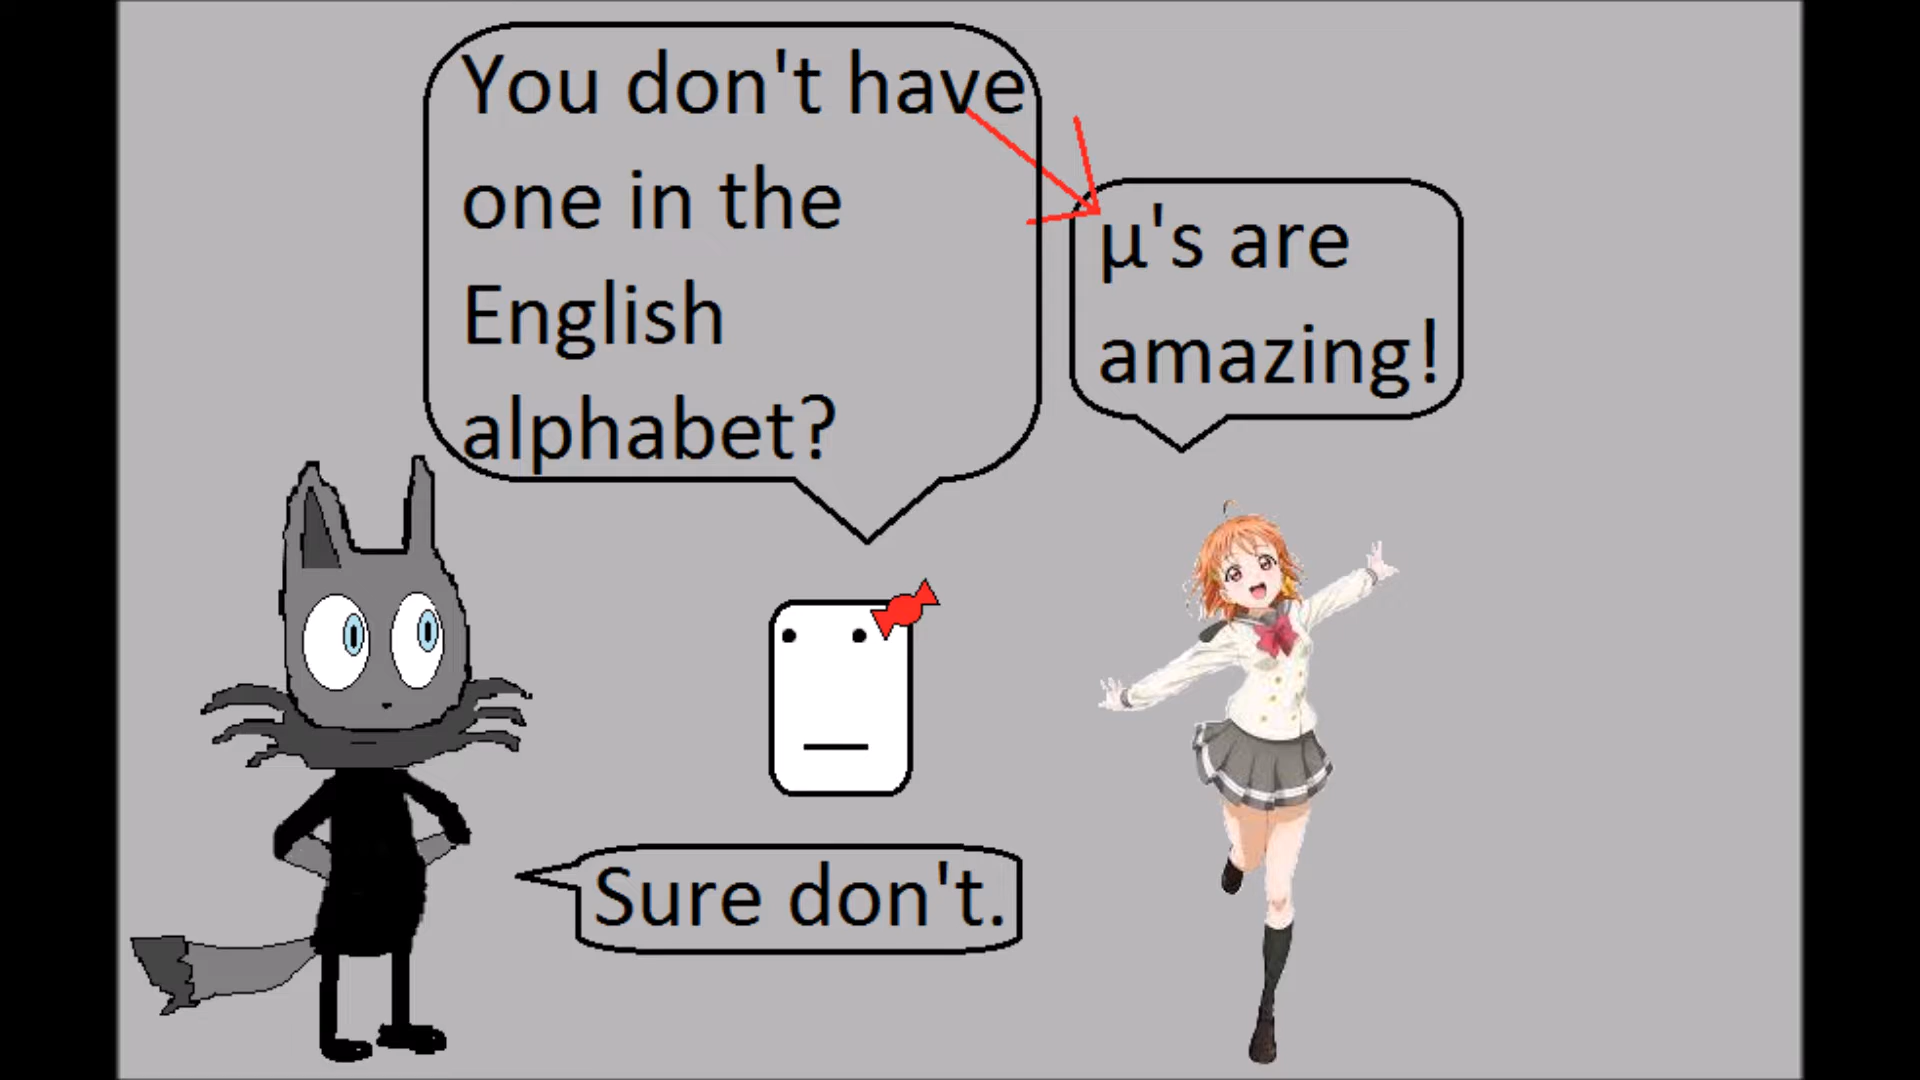 You don't have
one in the
English
alphabet?
µ's are
amazing!
Sure don't.